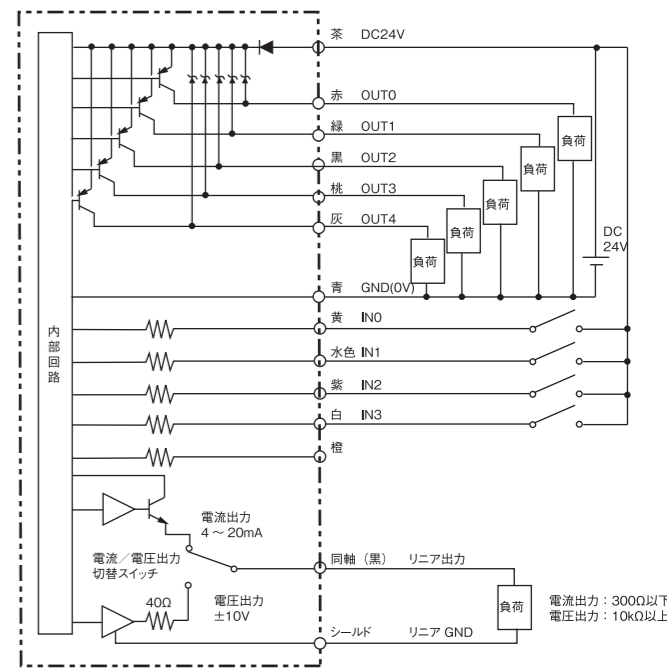 茶 DC24V
赤 OUT0
緑 OUT1
黒 OUT2
桃 OUT3
灰 OUT4
負荷
負荷
負荷
負荷
負荷
DC
24V
青 GND(0V)
内部回路
黄 IN0
水色 IN1
紫 IN2
白 IN3
橙
電流出力
4 ～ 20mA
電流／電圧出力
切替スイッチ
同軸（黒） リニア出力
40Ω
電圧出力
±10V
負荷
電流出力：300Ω以下
電圧出力：10kΩ以上
シールド リニア GND